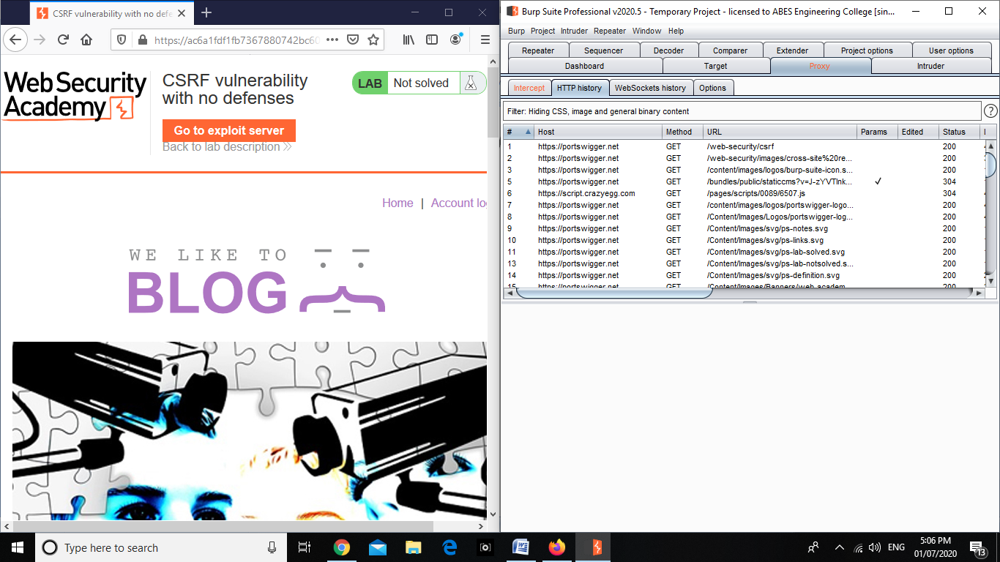 CSRF vulnerability with no defe
https://ac6a1fdf1fb7367880742bc60
Web Security
Academy
CSRF vulnerability
with no defenses
Go to exploit server
Back to lab description
LAB Not solved
Home | Account log
WE LIKE TO
BLOG
Burp Suite Professional v2020.5 - Temporary Project - licensed to ABES Engineering College [sin...
Burp Project Intruder Repeater Window Help
Repeater Sequencer Decoder Comparer Extender Project options User options
Dashboard Target Proxy Intruder
Intercept HTTP history WebSockets history Options
Filter: Hiding CSS, image and general binary content
# Host Method URL Params Edited Status
1 https://portswigger.net GET /web-security/csrf 200
2 https://portswigger.net GET /web-security/images/cross-site%20re... 200
3 https://portswigger.net GET /content/images/logos/burp-suite-icon.s... 200
5 https://portswigger.net GET /bundles/public/staticcms?v=J-zYVTlnk... ✓ 304
6 https://script.crazyegg.com GET /pages/scripts/0089/6507.js 304
7 https://portswigger.net GET /content/images/logos/portswigger-logo... 200
8 https://portswigger.net GET /Content/Images/Logos/portswigger-log... 200
9 https://portswigger.net GET /Content/Images/svg/ps-notes.svg 200
10 https://portswigger.net GET /Content/Images/svg/ps-links.svg 200
11 https://portswigger.net GET /Content/Images/svg/ps-lab-solved.svg 200
13 https://portswigger.net GET /Content/Images/svg/ps-lab-notsolved.s... 200
14 https://portswigger.net GET /Content/Images/svg/ps-definition.svg 200
15 https://portswigger.net GET /Content/Images/Banners/web-academ... 200
Type here to search
ENG
5:06 PM
01/07/2020
13